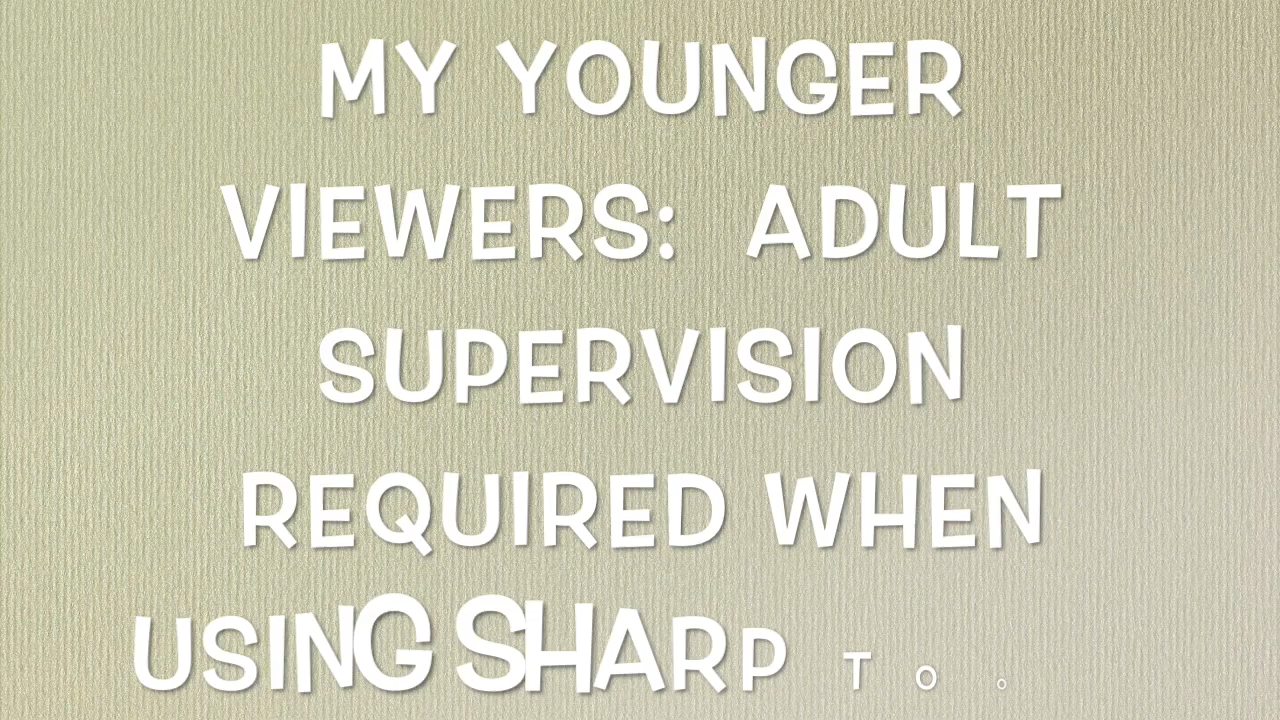 MY YOUNGER
VIEWERS: ADULT
SUPERVISION
REQUIRED WHEN
USING SHARP TOO